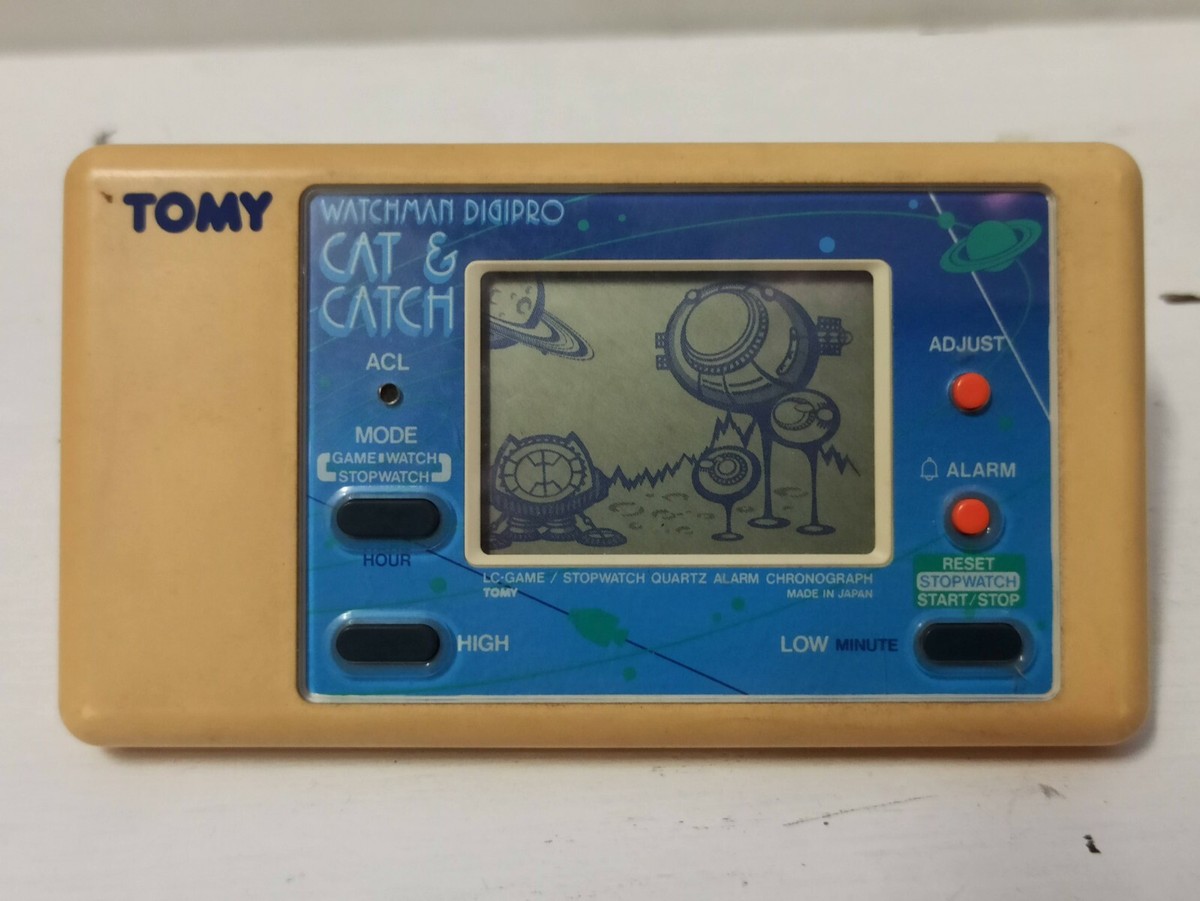 TOMY
WATCHMAN DIGIPRO
CAT &
CATCH
ACL
MODE
GAME WATCH
STOPWATCH
HOUR
HIGH
ADJUST
ALARM
RESET
STOPWATCH
START/STOP
LOW MINUTE
LC-GAME / STOPWATCH QUARTZ ALARM CHRONOGRAPH
TOMY MADE IN JAPAN